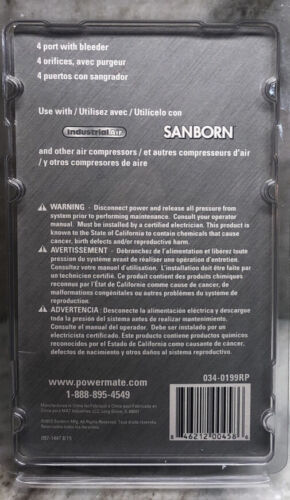 4 port with bleeder
4 orifices, avec purgeur
4 puertos con sangrador
Use with / Utilisez avec / Utilícelo con
IndustrialAir SANBORN
and other air compressors / et autres compresseurs d'air
/ y otros compresores de aire
WARNING - Disconnect power and release all pressure from
system prior to performing maintenance. Consult your operator
manual. Must be installed by a certified electrician. This product is
known to the State of California to contain chemicals that cause
cancer, birth defects and/or reproductive harm.
AVERTISSEMENT - Débranchez de l'alimentation et libérez toute
pression du système avant de réaliser une opération d'entretien.
Consultez votre manuel d'utilisation. L'installation doit être faite par
un technicien certifié. Ce produit contient des produits chimiques
reconnus par l'État de Californie comme cause de cancer, de
malformations congénitales ou autres problèmes du système de
reproduction.
ADVERTENCIA: Desconecte la alimentación eléctrica y descargue
toda la presión del sistema antes de realizar mantenimiento.
Consulte el manual del operador. Debe ser instalado por un
electricista certificado. Este producto contiene productos químicos
reconocidos por el Estado de California como causante de cáncer,
defectos de nacimiento y otros daños al sistema reproductivo.
www.powermate.com
1-888-895-4549
034-0199RP
8 46212 00458 6